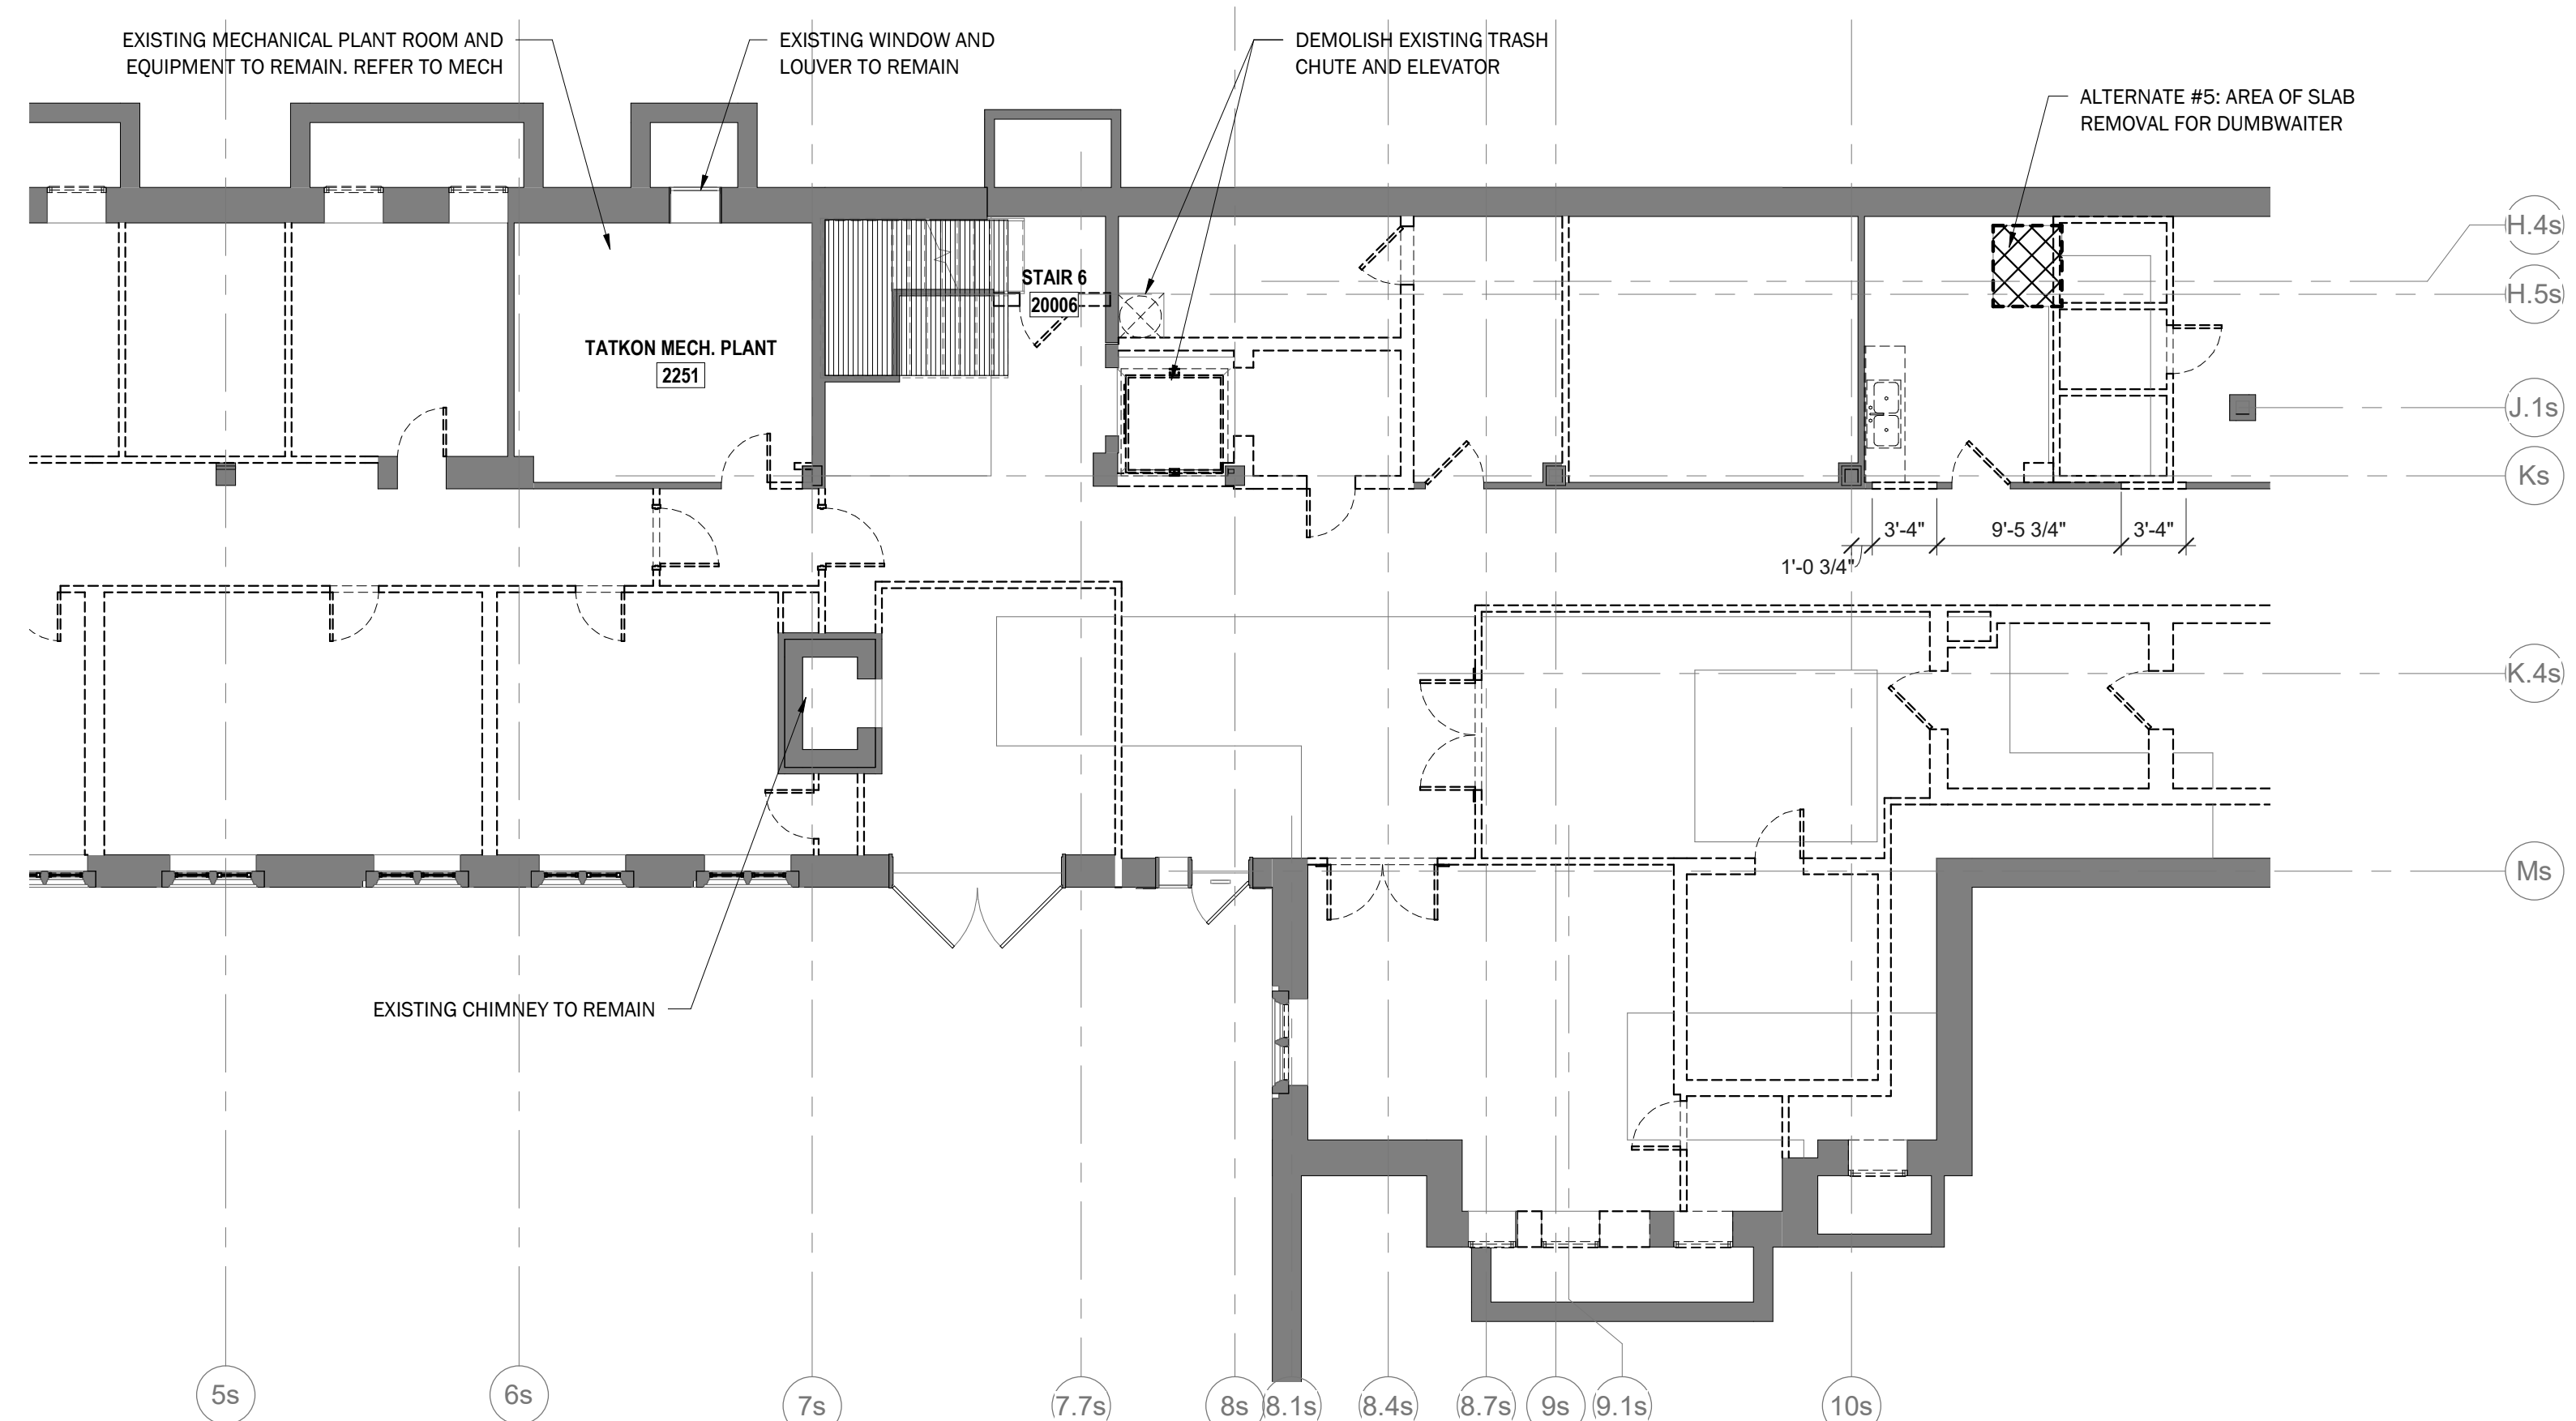 EXISTING MECHANICAL PLANT ROOM AND
EQUIPMENT TO REMAIN. REFER TO MECH
EXISTING WINDOW AND
LOUVER TO REMAIN
DEMOLISH EXISTING TRASH
CHUTE AND ELEVATOR
ALTERNATE #5: AREA OF SLAB
REMOVAL FOR DUMBWAITER
H.4s
STAIR 6
20006
H.5s
TATKON MECH. PLANT
2251
J.1s
Ks
3'-4"
9'-5 3/4"
3'-4"
1'-0 3/4"
K.4s
Ms
EXISTING CHIMNEY TO REMAIN
5s
6s
7s
7.7s
8s
8.1s
8.4s
8.7s
9s
9.1s
10s